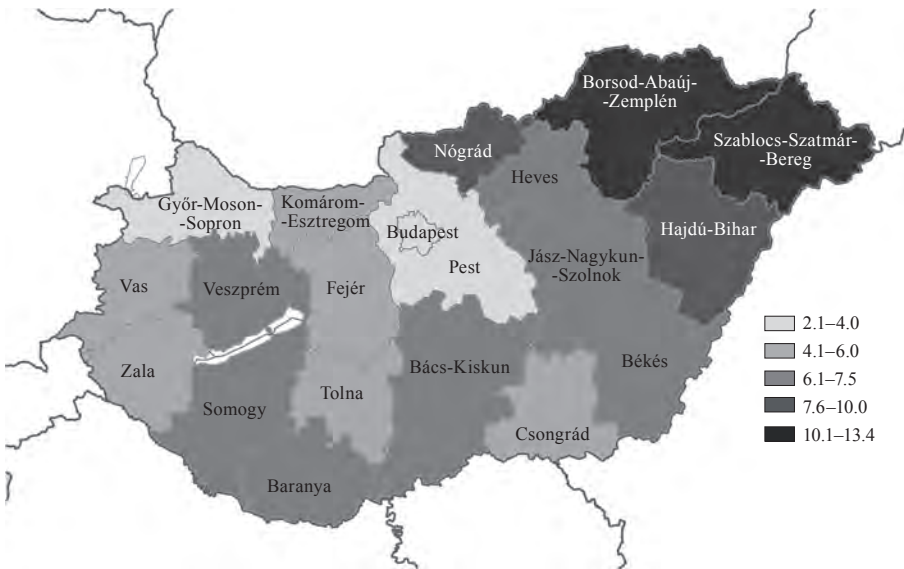 Borsod-Abaúj-
-Zemplén
Szablocs-Szatmár-
-Bereg
Nógrád
Heves
Győr-Moson-
-Sopron
Komárom-
-Esztregom
Budapest
Hajdú-Bihar
Pest
Jász-Nagykun-
-Szolnok
Vas
Veszprém
Fejér
Zala
Bács-Kiskun
Békés
Somogy
Tolna
Csongrád
Baranya
2.1–4.0
4.1–6.0
6.1–7.5
7.6–10.0
10.1–13.4